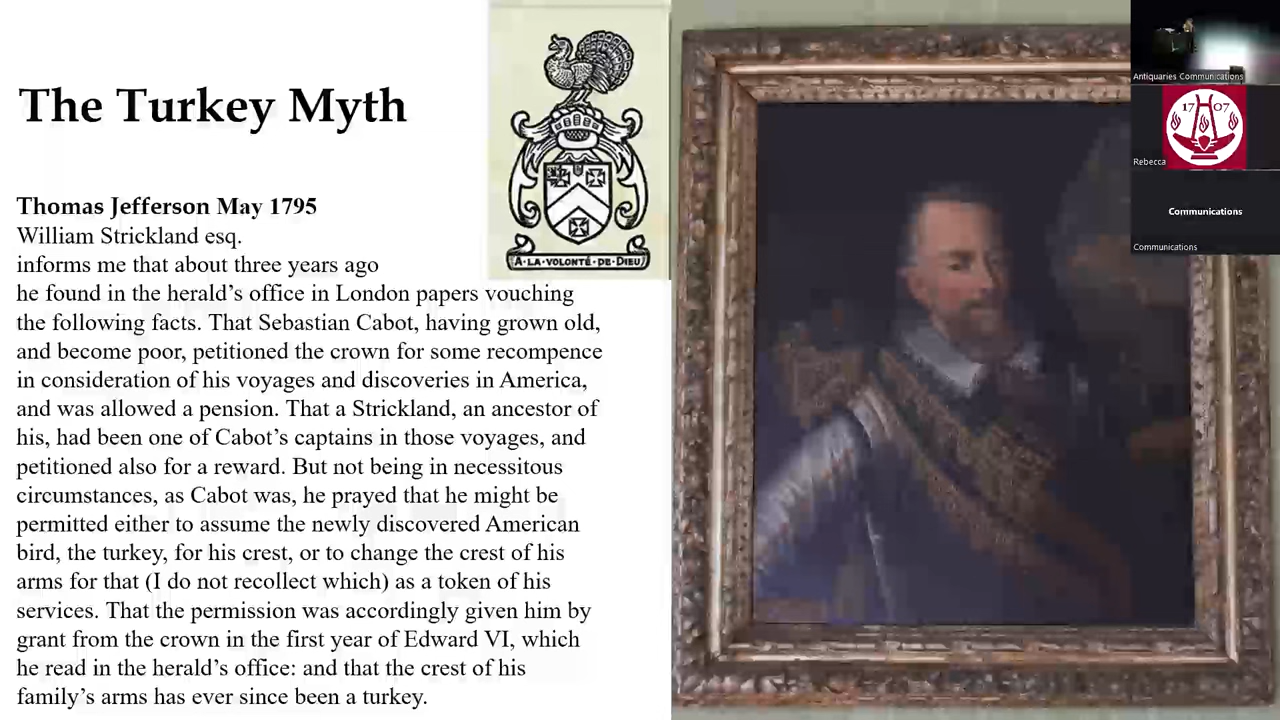 The Turkey Myth
Thomas Jefferson May 1795
William Strickland esq.
informs me that about three years ago
he found in the herald’s office in London papers vouching
the following facts. That Sebastian Cabot, having grown old,
and become poor, petitioned the crown for some recompence
in consideration of his voyages and discoveries in America,
and was allowed a pension. That a Strickland, an ancestor of
his, had been one of Cabot’s captains in those voyages, and
petitioned also for a reward. But not being in necessitous
circumstances, as Cabot was, he prayed that he might be
permitted either to assume the newly discovered American
bird, the turkey, for his crest, or to change the crest of his
arms for that (I do not recollect which) as a token of his
services. That the permission was accordingly given him by
grant from the crown in the first year of Edward VI, which
he read in the herald’s office: and that the crest of his
family’s arms has ever since been a turkey.
A·LA·VOLONTÉ·DE·DIEU
Antiquaries Communications
17 07
Rebecca
Communications
Communications